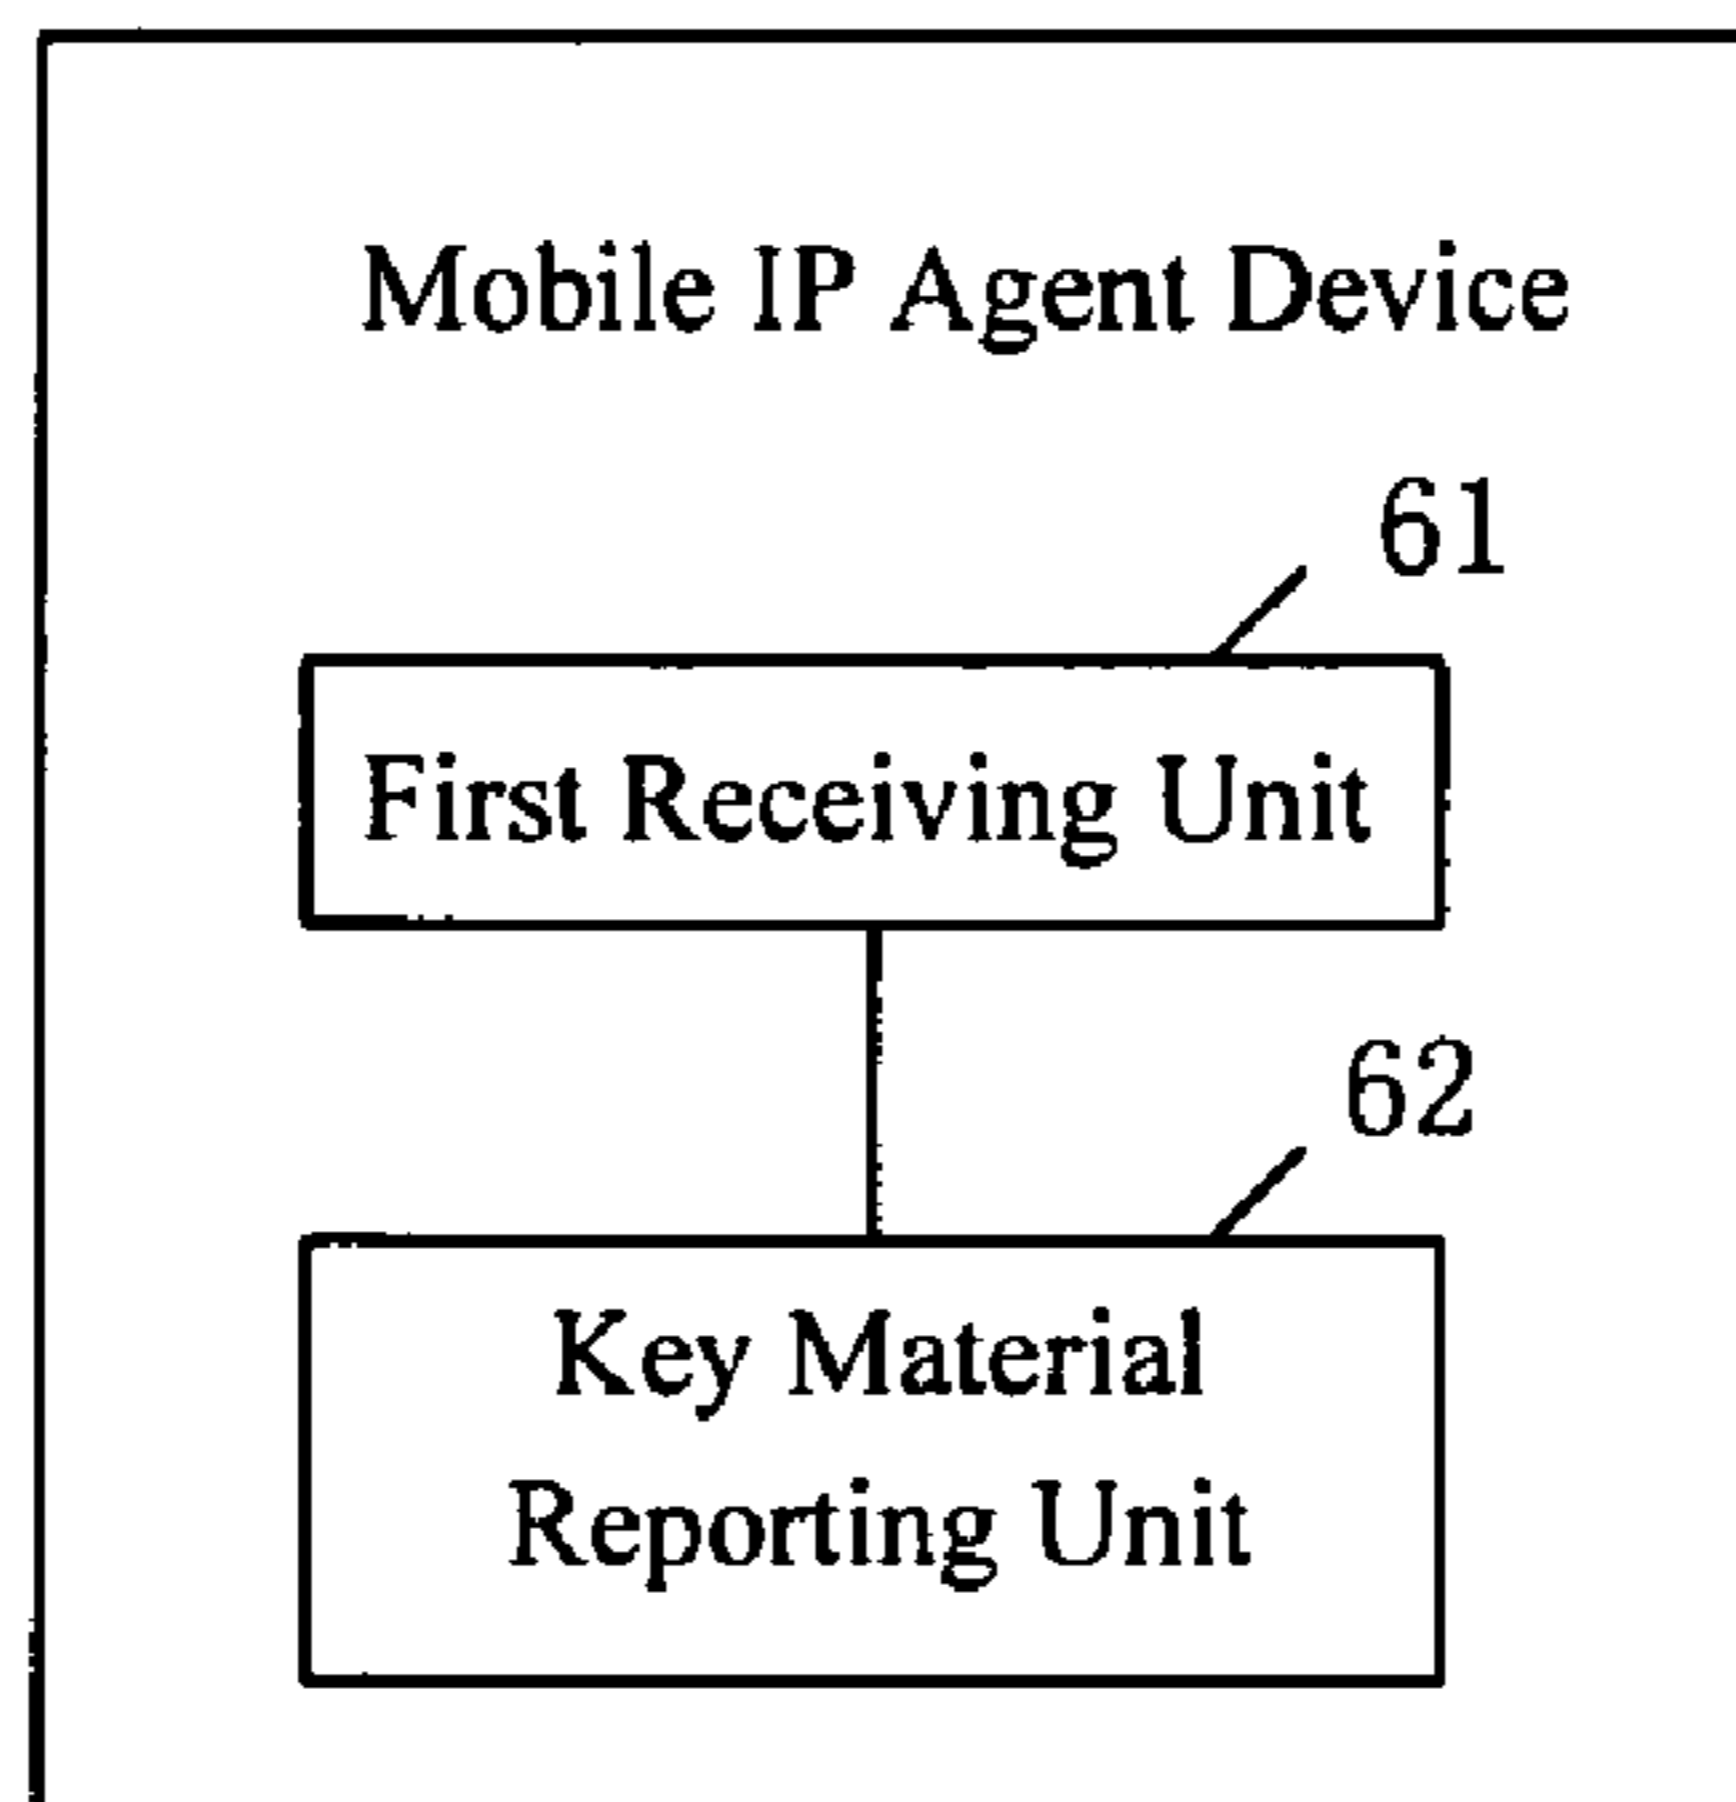 Mobile IP Agent Device
61
First Receiving Unit
62
Key Material
Reporting Unit